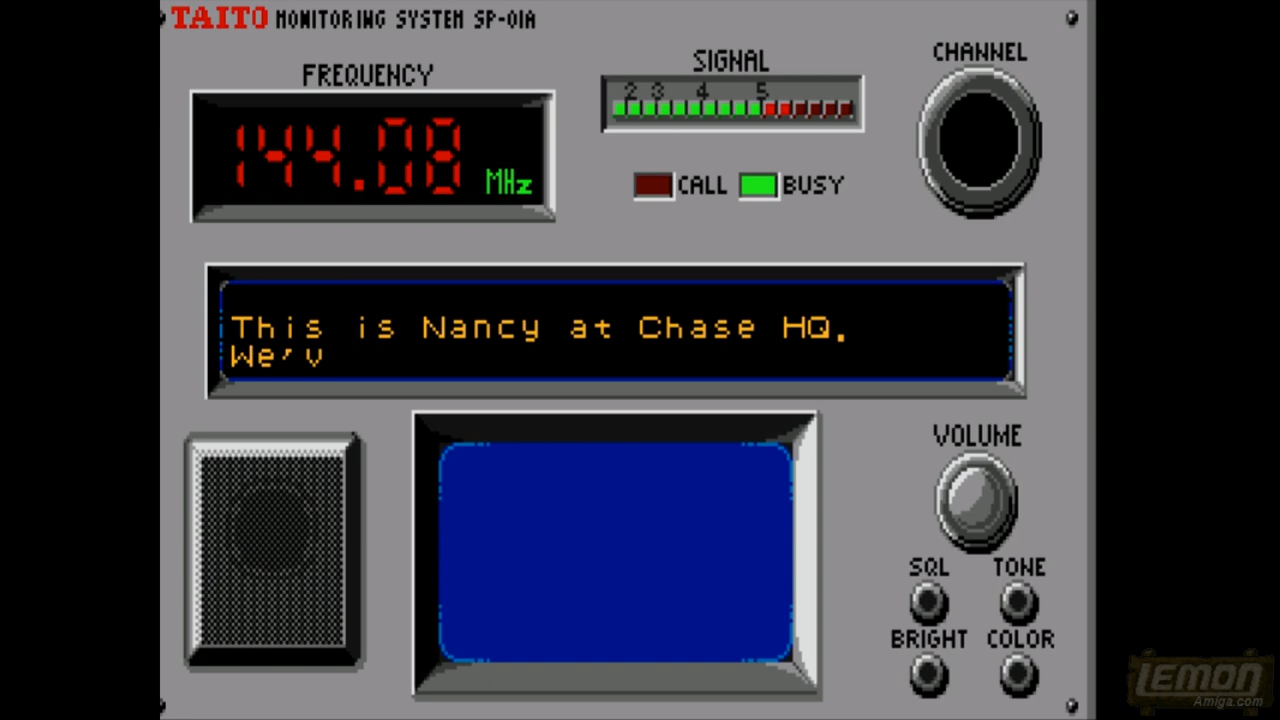 TAITO MONITORING SYSTEM SP-01A
FREQUENCY
144.08 MHz
SIGNAL
2 3 4 5
CALL BUSY
CHANNEL
This is Nancy at Chase HQ.
We'v
VOLUME
SQL TONE
BRIGHT COLOR
LEMON
Amiga.com